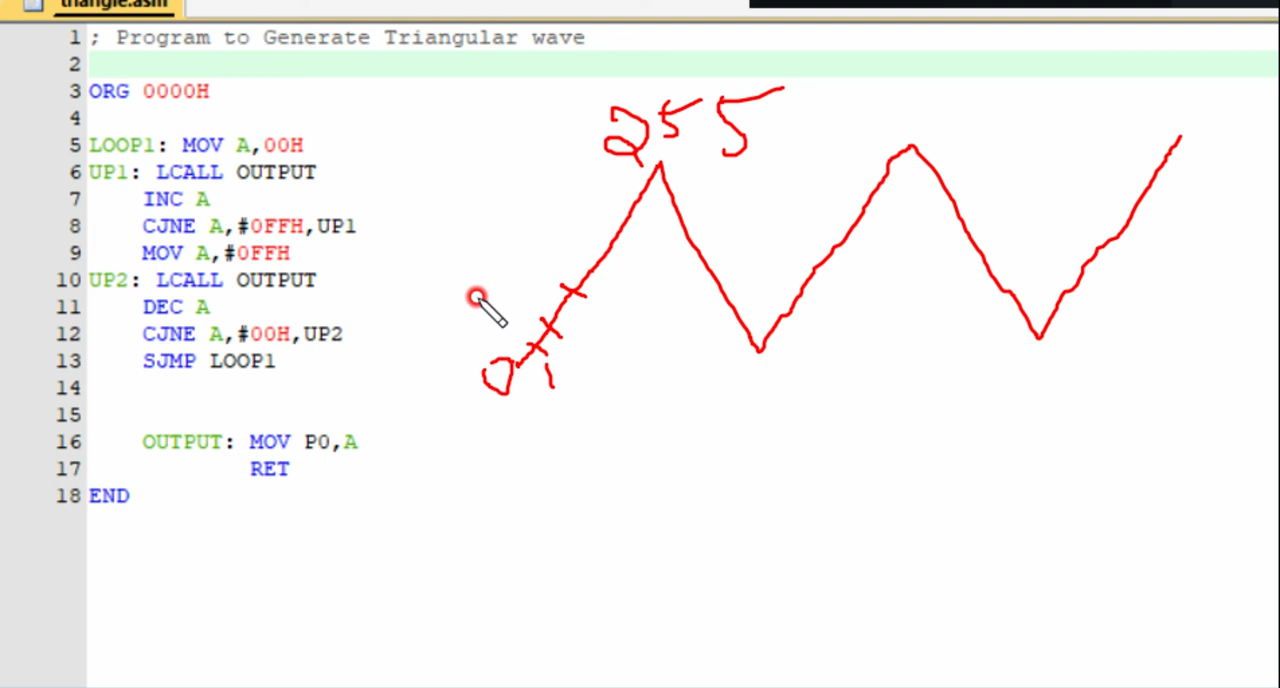 triangle.asm
1 ; Program to Generate Triangular wave
2
3 ORG 0000H
4
5 LOOP1: MOV A,00H
6 UP1: LCALL OUTPUT
7 INC A
8 CJNE A,#0FFH,UP1
9 MOV A,#0FFH
10 UP2: LCALL OUTPUT
11 DEC A
12 CJNE A,#00H,UP2
13 SJMP LOOP1
14
15
16 OUTPUT: MOV P0,A
17 RET
18 END
255
0 1